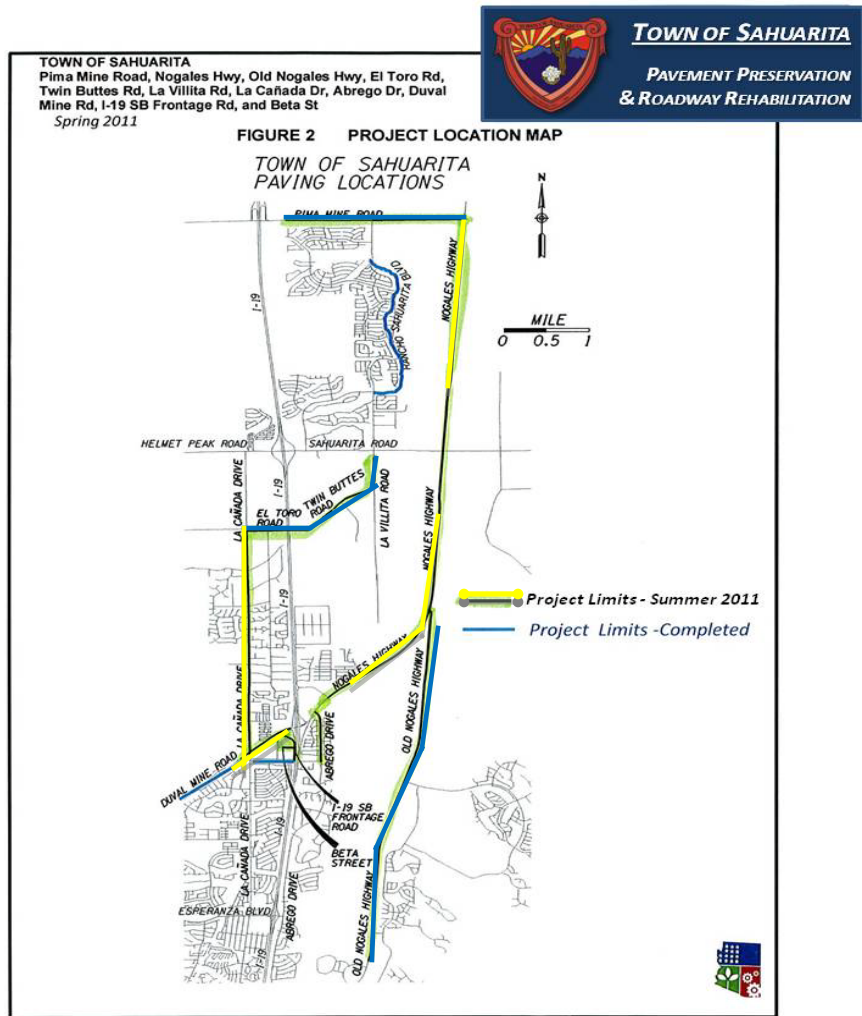 TOWN OF SAHUARITA
PAVEMENT PRESERVATION
& ROADWAY REHABILITATION
TOWN OF SAHUARITA
Pima Mine Road, Nogales Hwy, Old Nogales Hwy, El Toro Rd,
Twin Buttes Rd, La Villita Rd, La Cañada Dr, Abrego Dr, Duval
Mine Rd, I-19 SB Frontage Rd, and Beta St
Spring 2011
FIGURE 2 PROJECT LOCATION MAP
TOWN OF SAHUARITA
PAVING LOCATIONS
N
PIMA MINE ROAD
NOGALES HIGHWAY
RANCHO SAHUARITA BLVD
I-19
MILE
0 0.5 1
HELMET PEAK ROAD
SAHUARITA ROAD
LA CAÑADA DRIVE
I-19
TWIN BUTTES
ROAD
EL TORO
ROAD
LA VILLITA ROAD
NOGALES HIGHWAY
I-19
Project Limits - Summer 2011
Project Limits -Completed
NOGALES HIGHWAY
OLD NOGALES HIGHWAY
LA CAÑADA DRIVE
ABREGO DRIVE
DUVAL MINE ROAD
I-19 SB
FRONTAGE
ROAD
BETA
STREET
LA CAÑADA DRIVE
I-19
ABREGO DRIVE
ESPERANZA BLVD
OLD NOGALES HIGHWAY
I-19